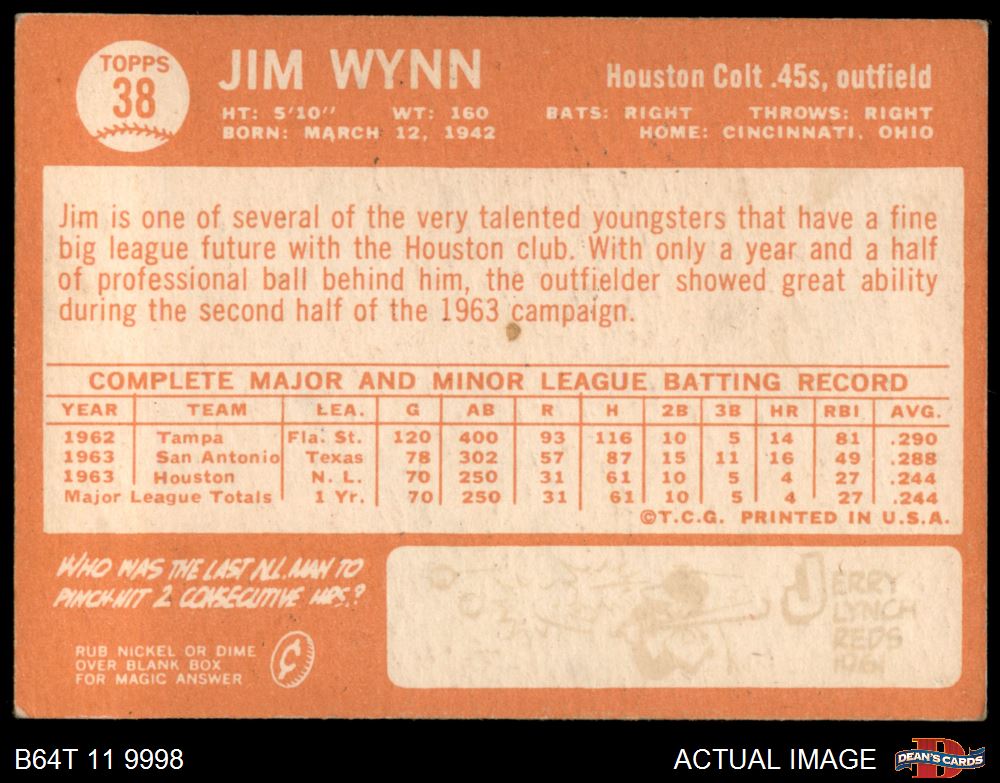 TOPPS
38
JIM WYNN
Houston Colt .45s, outfield
HT: 5'10" WT: 160 BATS: RIGHT THROWS: RIGHT
BORN: MARCH 12, 1942 HOME: CINCINNATI, OHIO
Jim is one of several of the very talented youngsters that have a fine
big league future with the Houston club. With only a year and a half
of professional ball behind him, the outfielder showed great ability
during the second half of the 1963 campaign.
COMPLETE MAJOR AND MINOR LEAGUE BATTING RECORD
YEAR TEAM LEA. G AB R H 2B 3B HR RBI AVG.
1962 Tampa Fla. St. 120 400 93 116 10 5 14 81 .290
1963 San Antonio Texas 78 302 57 87 15 11 16 49 .288
1963 Houston N. L. 70 250 31 61 10 5 4 27 .244
Major League Totals 1 Yr. 70 250 31 61 10 5 4 27 .244
©T.C.G. PRINTED IN U.S.A.
WHO WAS THE LAST N.L. MAN TO
PINCH-HIT 2 CONSECUTIVE HRS.?
RUB NICKEL OR DIME
OVER BLANK BOX
FOR MAGIC ANSWER
¢
JERRY
LYNCH
REDS
1961
B64T 11 9998
ACTUAL IMAGE
D
DEAN'S CARDS